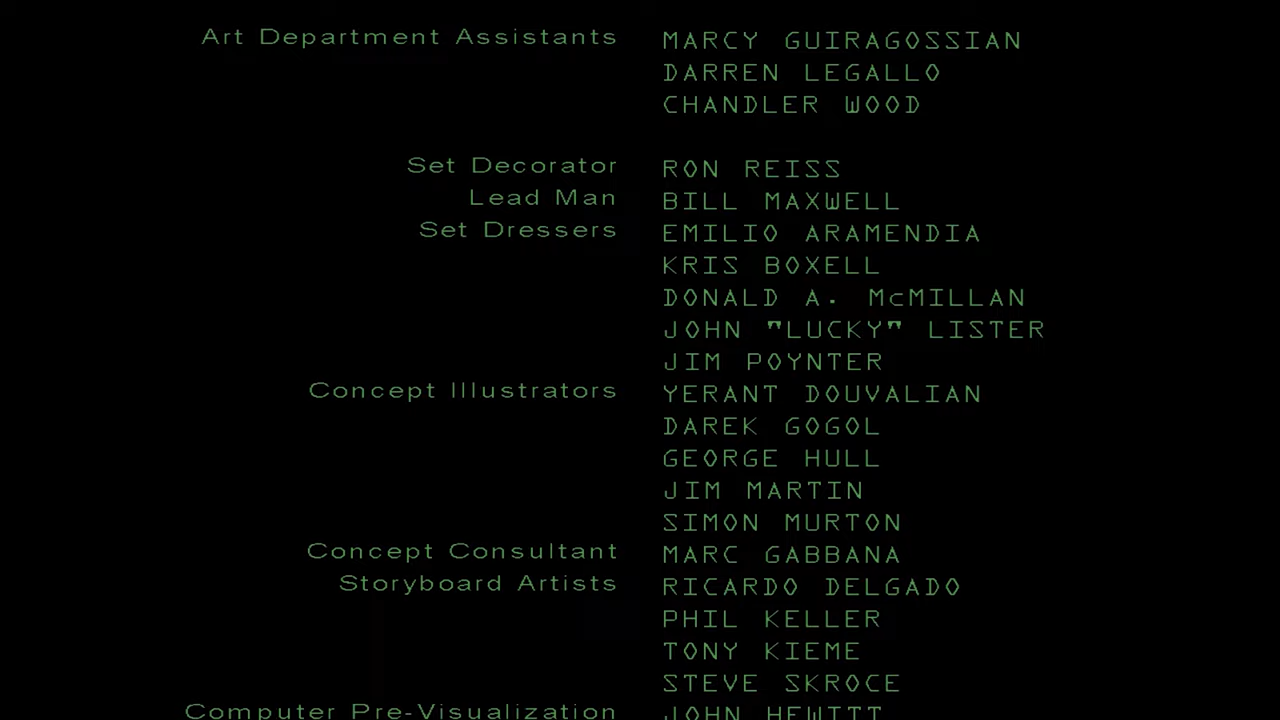 Art Department Assistants MARCY GUIRAGOSSIAN
DARREN LEGALLO
CHANDLER WOOD
Set Decorator RON REISS
Lead Man BILL MAXWELL
Set Dressers EMILIO ARAMENDIA
KRIS BOXELL
DONALD A. McMILLAN
JOHN "LUCKY" LISTER
JIM POYNTER
Concept Illustrators YERANT DOUVALIAN
DAREK GOGOL
GEORGE HULL
JIM MARTIN
SIMON MURTON
Concept Consultant MARC GABBANA
Storyboard Artists RICARDO DELGADO
PHIL KELLER
TONY KIEME
STEVE SKROCE
Computer Pre-Visualization JOHN HEWITT